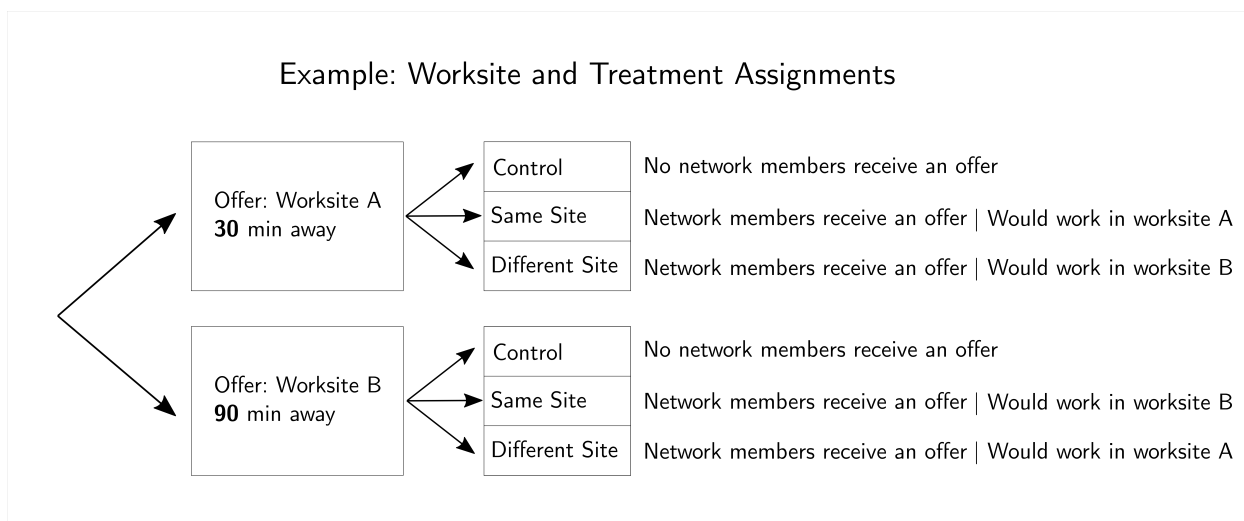 Example: Worksite and Treatment Assignments
Offer: Worksite A
30 min away
Control
No network members receive an offer
Same Site
Network members receive an offer | Would work in worksite A
Different Site
Network members receive an offer | Would work in worksite B
Offer: Worksite B
90 min away
Control
No network members receive an offer
Same Site
Network members receive an offer | Would work in worksite B
Different Site
Network members receive an offer | Would work in worksite A